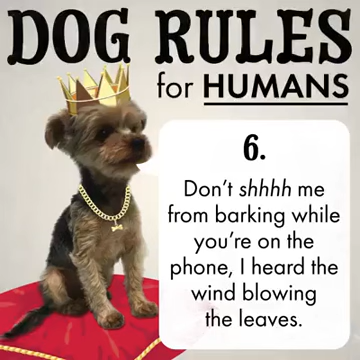 DOG RULES
for HUMANS
6.
Don't shhhh me
from barking while
you're on the
phone, I heard the
wind blowing
the leaves.